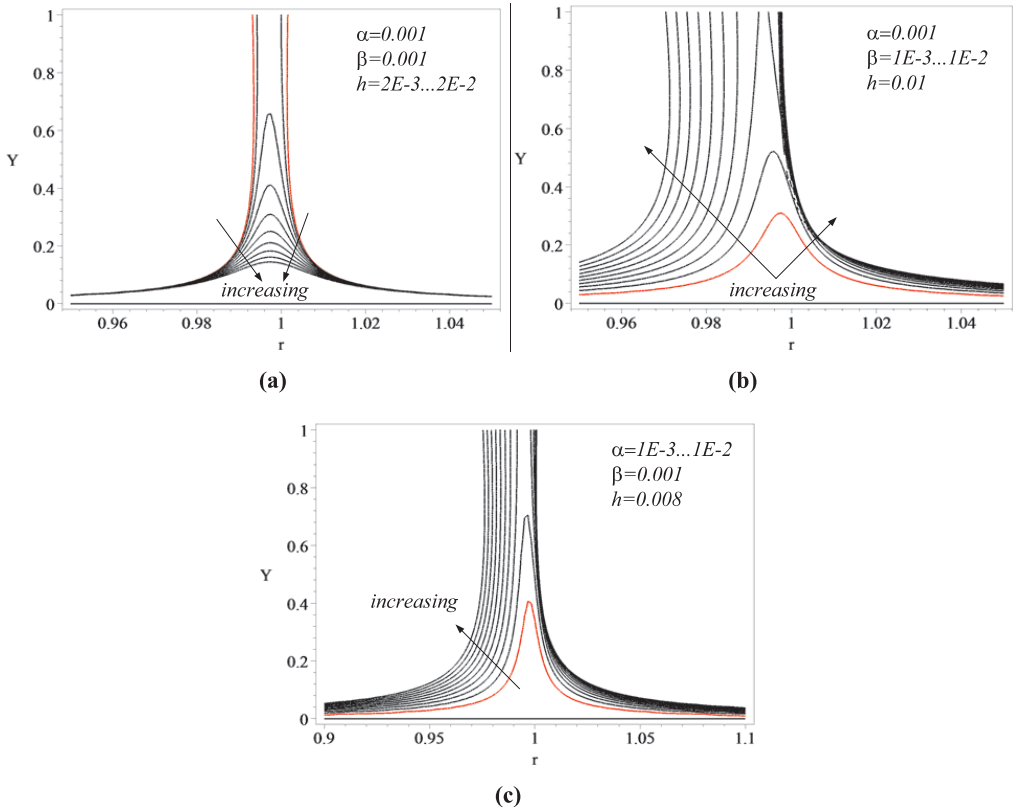 α=0.001
β=0.001
h=2E-3...2E-2
1
0.8
0.6
Y
0.4
0.2
0
increasing
0.96
0.98
1
1.02
1.04
r
(a)
α=0.001
β=1E-3...1E-2
h=0.01
1
0.8
0.6
Y
0.4
0.2
0
increasing
0.96
0.98
1
1.02
1.04
r
(b)
α=1E-3...1E-2
β=0.001
h=0.008
1
0.8
0.6
Y
increasing
0.4
0.2
0
0.9
0.95
1
1.05
1.1
r
(c)